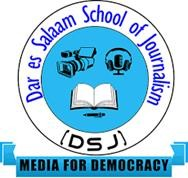 Dar es Salaam School of Journalism
(DSJ)
MEDIA FOR DEMOCRACY